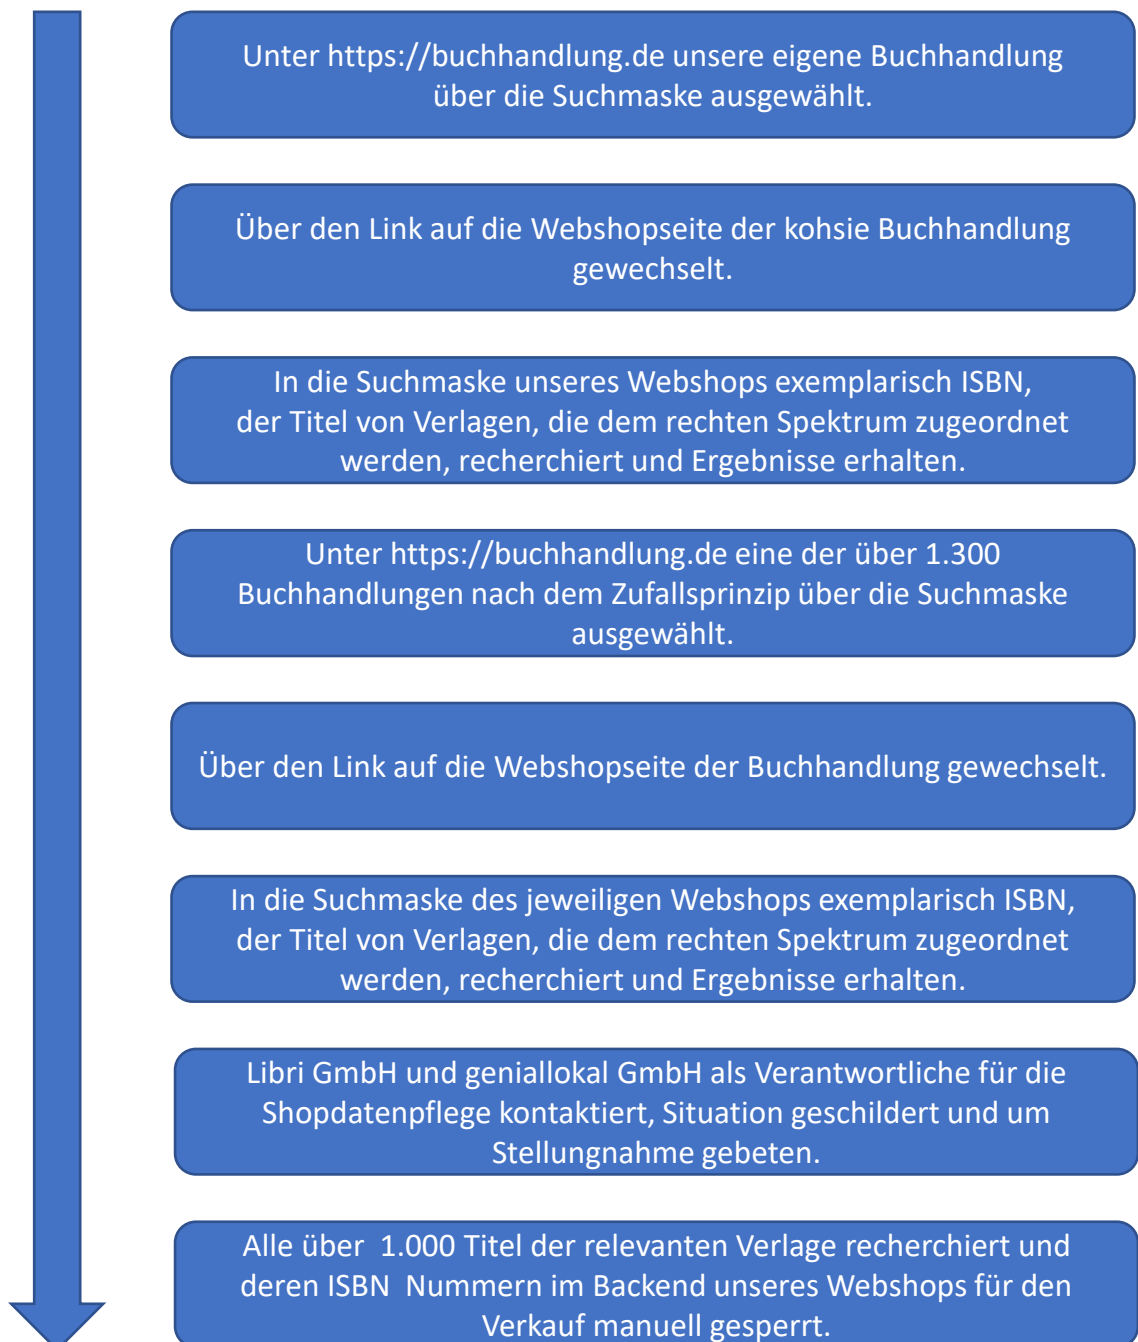 Unter https://buchhandlung.de unsere eigene Buchhandlung
über die Suchmaske ausgewählt.
Über den Link auf die Webshopseite der kohsie Buchhandlung
gewechselt.
In die Suchmaske unseres Webshops exemplarisch ISBN,
der Titel von Verlagen, die dem rechten Spektrum zugeordnet
werden, recherchiert und Ergebnisse erhalten.
Unter https://buchhandlung.de eine der über 1.300
Buchhandlungen nach dem Zufallsprinzip über die Suchmaske
ausgewählt.
Über den Link auf die Webshopseite der Buchhandlung gewechselt.
In die Suchmaske des jeweiligen Webshops exemplarisch ISBN,
der Titel von Verlagen, die dem rechten Spektrum zugeordnet
werden, recherchiert und Ergebnisse erhalten.
Libri GmbH und geniallokal GmbH als Verantwortliche für die
Shopdatenpflege kontaktiert, Situation geschildert und um
Stellungnahme gebeten.
Alle über 1.000 Titel der relevanten Verlage recherchiert und
deren ISBN Nummern im Backend unseres Webshops für den
Verkauf manuell gesperrt.